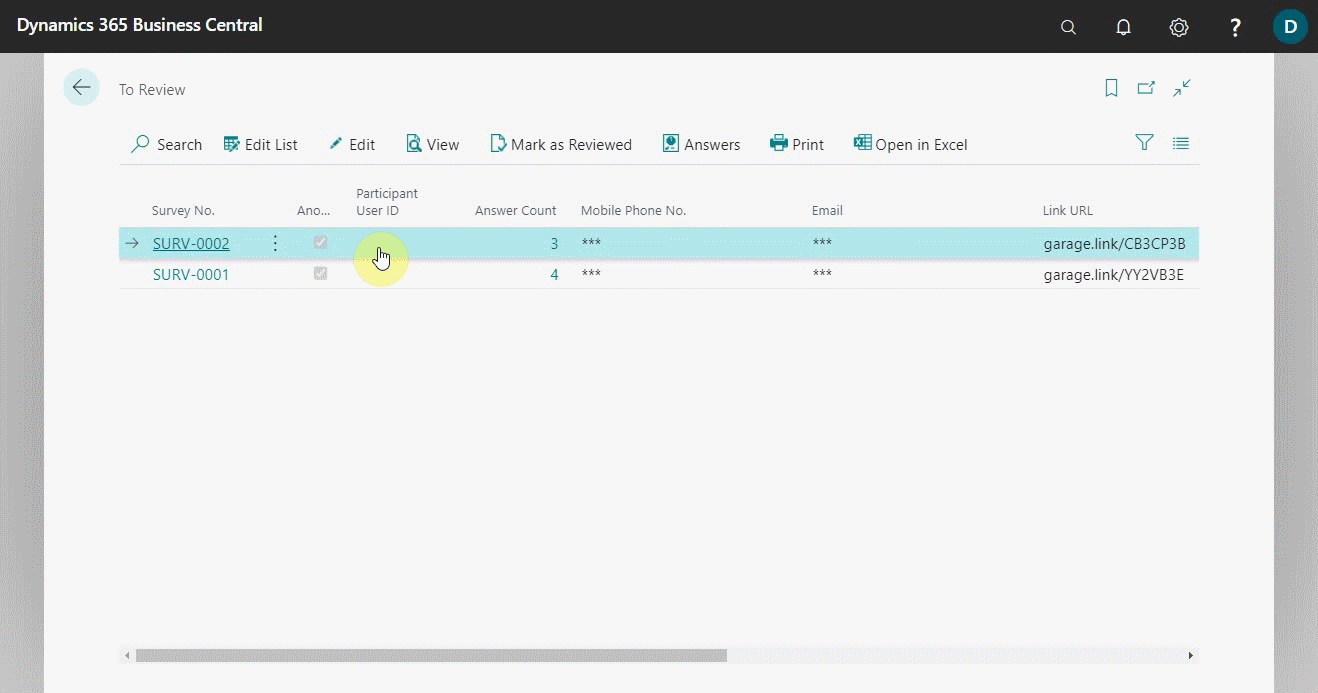 Dynamics 365 Business Central
?
D
To Review
Search Edit List Edit View Mark as Reviewed Answers Print Open in Excel
Participant
Survey No. Ano... User ID Answer Count Mobile Phone No. Email Link URL
SURV-0002 3 *** *** garage.link/CB3CP3B
SURV-0001 4 *** *** garage.link/YY2VB3E